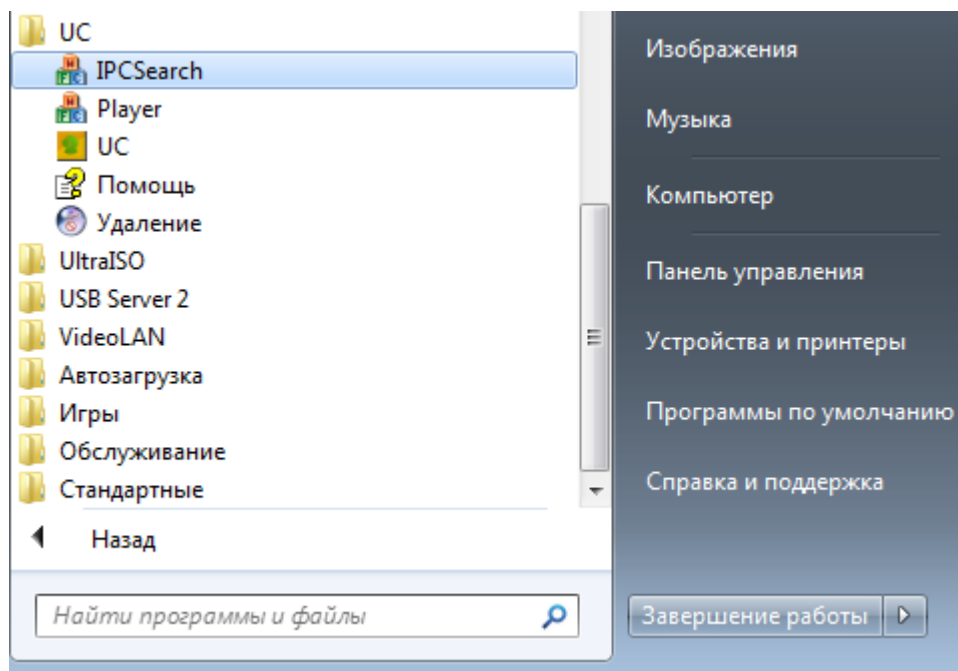 UC
IPCSearch
Player
UC
Помощь
Удаление
UltraISO
USB Server 2
VideoLAN
Автозагрузка
Игры
Обслуживание
Стандартные
Назад
Найти программы и файлы
Изображения
Музыка
Компьютер
Панель управления
Устройства и принтеры
Программы по умолчанию
Справка и поддержка
Завершение работы